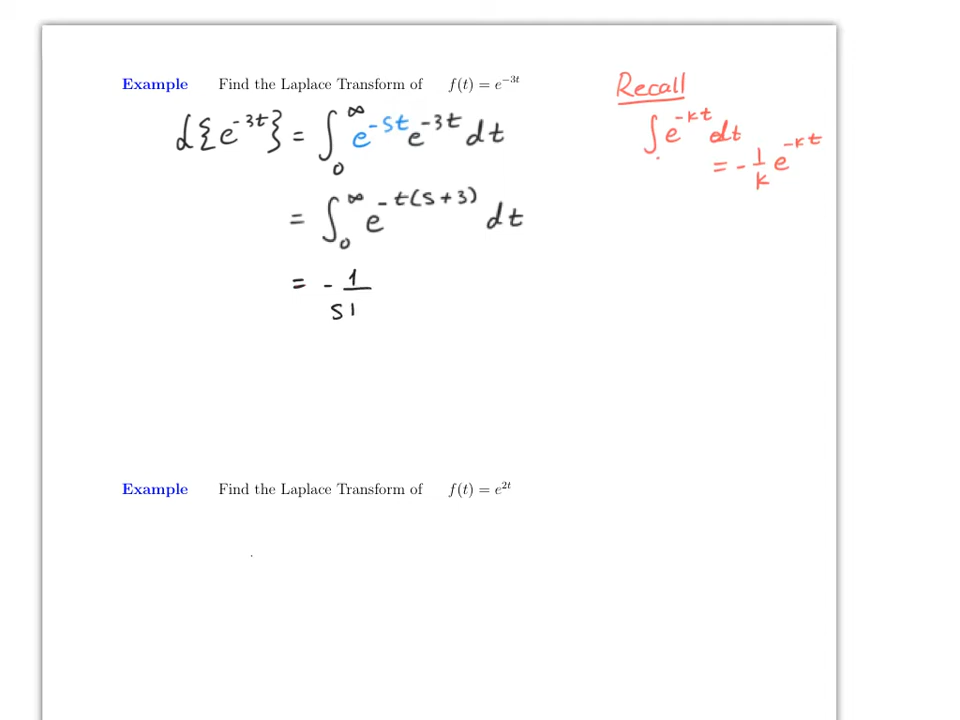 Example Find the Laplace Transform of f(t) = e^{-3t}
Recall
ℒ{e^{-3t}} = ∫_0^∞ e^{-st} e^{-3t} dt
∫ e^{-kt} dt
= -1/k e^{-kt}
= ∫_0^∞ e^{-t(s+3)} dt
= - 1/s
Example Find the Laplace Transform of f(t) = e^{2t}